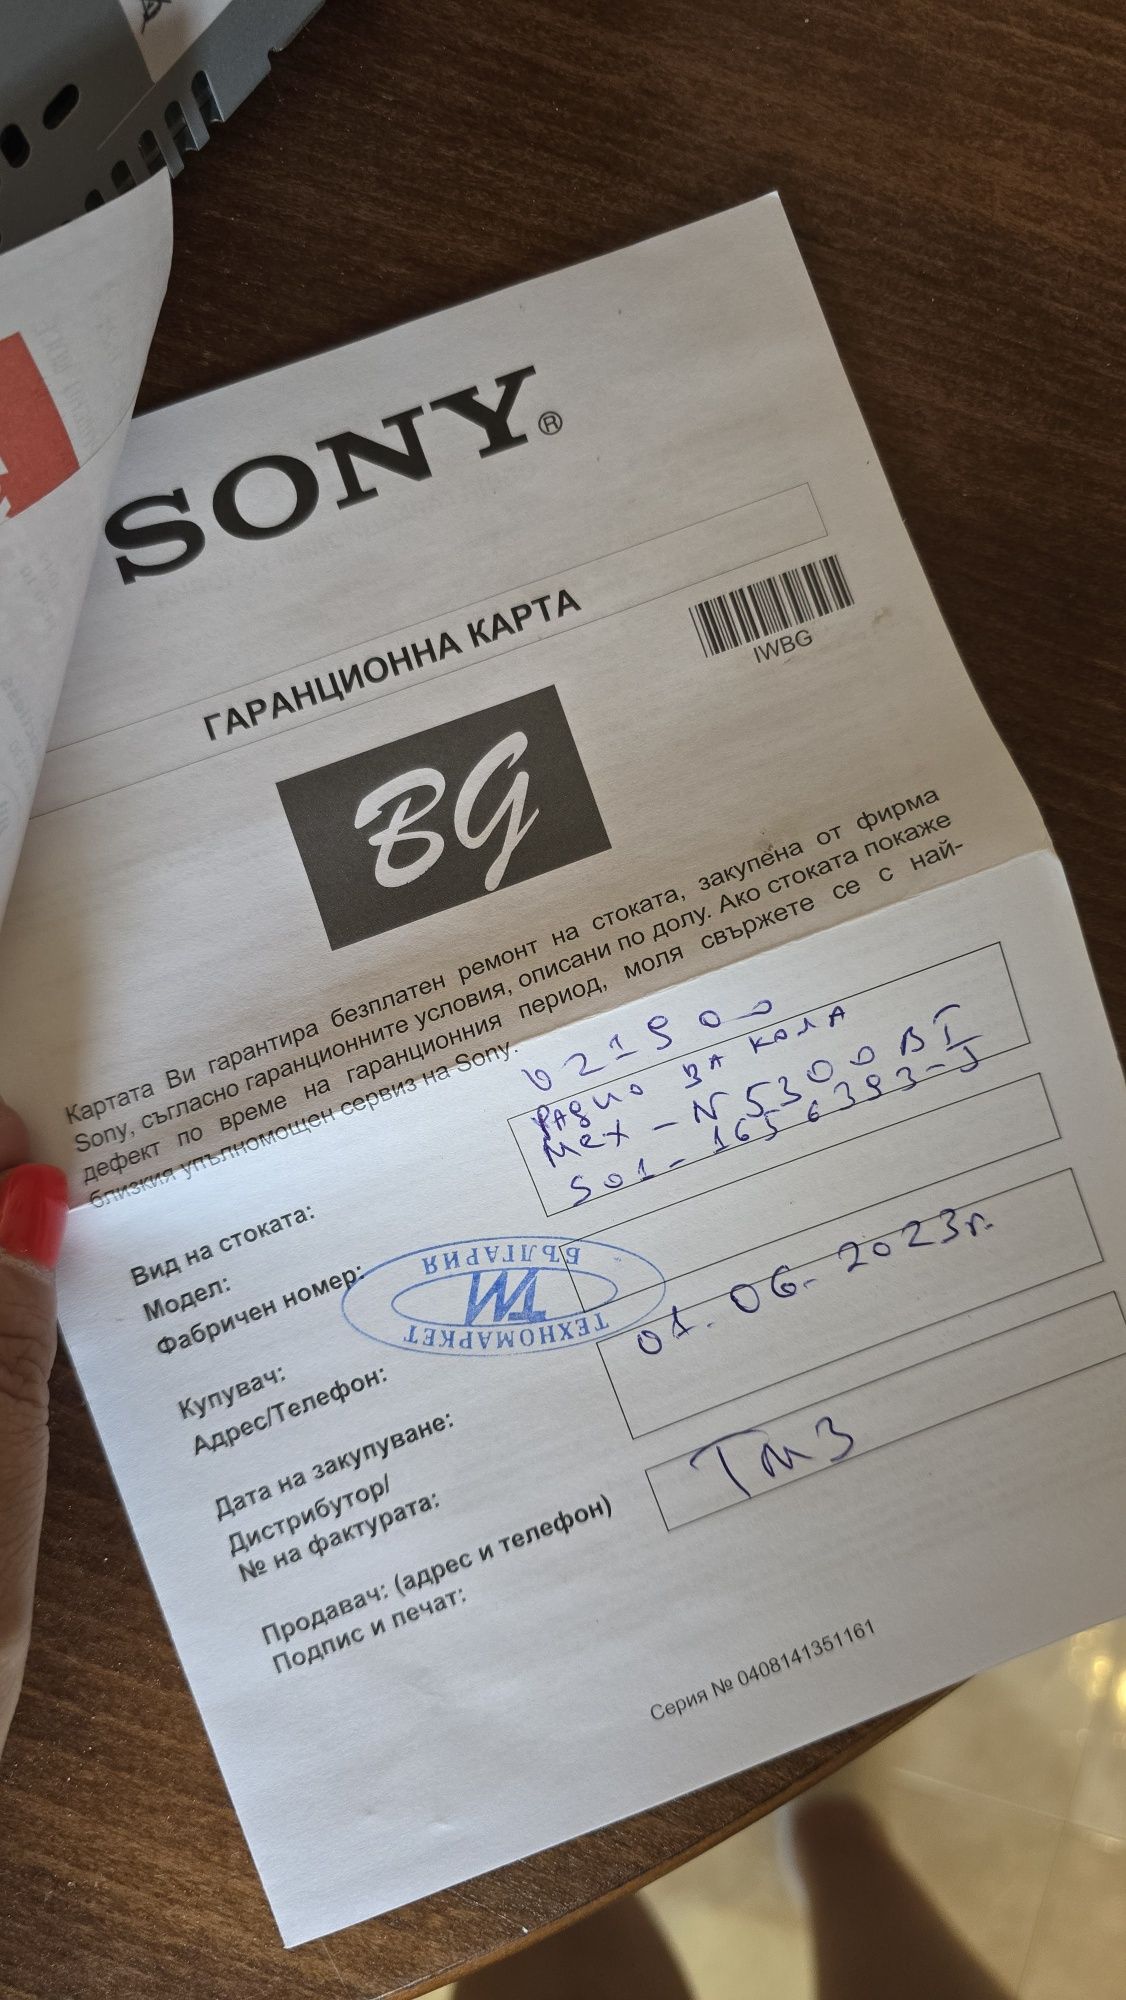 SONY®
ГАРАНЦИОННА КАРТА
IWBG
BG
Картата Ви гарантира безплатен ремонт на стоката, закупена от фирма
Sony, съгласно гаранционните условия, описани по долу. Ако стоката покаже
дефект по време на гаранционния период, моля свържете се с най-
близкия упълномощен сервиз на Sony.
021900
Вид на стоката: Радио за кола
Модел: Mex-N5300BT
Фабричен номер: S01-1656393-J
ТЕХНОМАРКЕТ
ТМ
БЪЛГАРИЯ
Купувач:
Адрес/Телефон:
Дата на закупуване: 01.06.2023г.
Дистрибутор/
№ на фактурата:
Продавач: (адрес и телефон) ТМ3
Подпис и печат:
Серия № 0408141351161